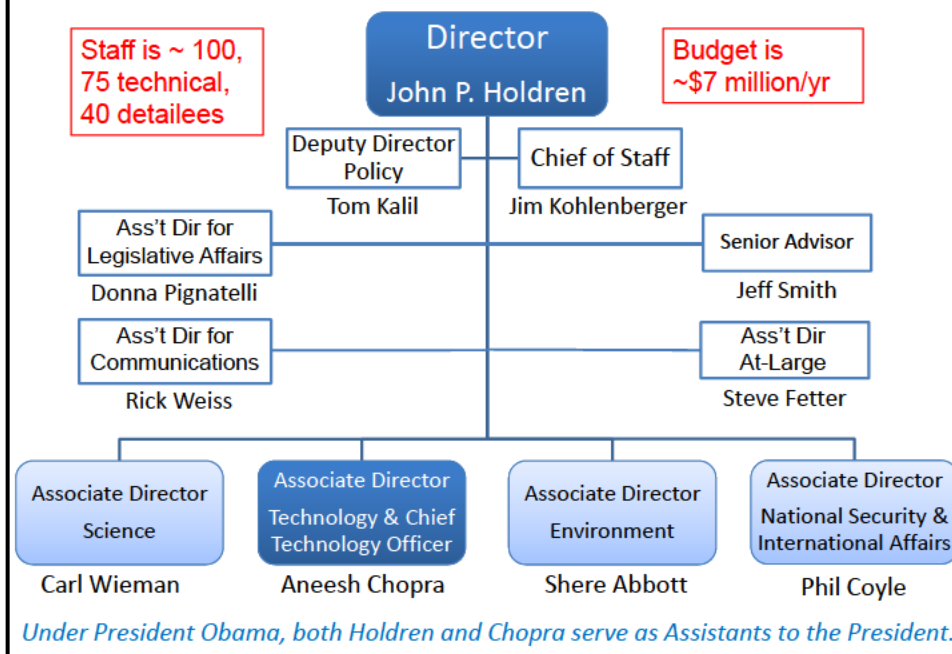 Staff is ~ 100,
75 technical,
40 detailees
Director
John P. Holdren
Budget is
~$7 million/yr
Deputy Director
Policy
Tom Kalil
Chief of Staff
Jim Kohlenberger
Ass't Dir for
Legislative Affairs
Donna Pignatelli
Senior Advisor
Jeff Smith
Ass't Dir for
Communications
Rick Weiss
Ass't Dir
At-Large
Steve Fetter
Associate Director
Science
Carl Wieman
Associate Director
Technology & Chief
Technology Officer
Aneesh Chopra
Associate Director
Environment
Shere Abbott
Associate Director
National Security &
International Affairs
Phil Coyle
Under President Obama, both Holdren and Chopra serve as Assistants to the President.